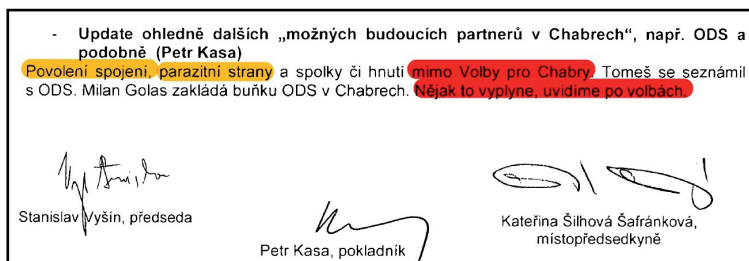 - Update ohledně dalších „možných budoucích partnerů v Chabrech“, např. ODS a
podobně (Petr Kasa)
Povolení spojení, parazitní strany a spolky či hnutí mimo Volby pro Chabry. Tomeš se seznámil
s ODS. Milan Golas zakládá buňku ODS v Chabrech. Nějak to vyplyne, uvidíme po volbách.
Stanislav Vyšín, předseda
Petr Kasa, pokladník
Kateřina Šilhová Šafránková,
místopředsedkyně